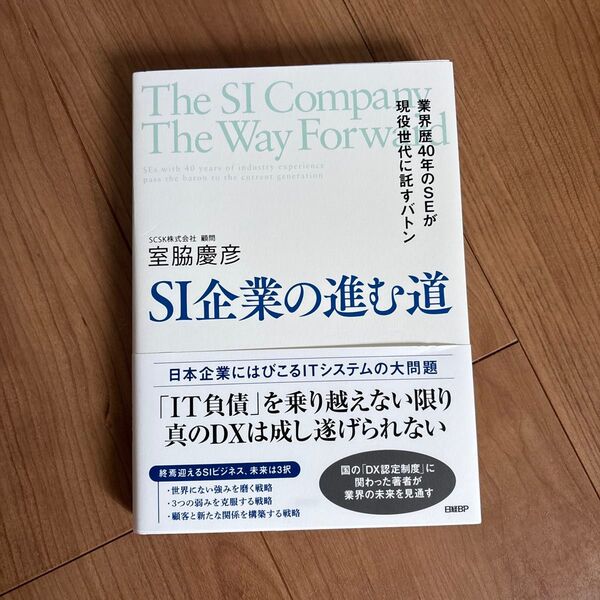 The SI Company
The Way Forward
SEs with 40 years of industry experience
pass the baton to the current generation
業界歴40年のSEが
現役世代に託すバトン
SCSK株式会社 顧問
室脇慶彦
SI企業の進む道
日本企業にはびこるITシステムの大問題
「IT負債」を乗り越えない限り
真のDXは成し遂げられない
終焉迎えるSIビジネス、未来は3択
・世界にない強みを磨く戦略
・3つの弱みを克服する戦略
・顧客と新たな関係を構築する戦略
国の「DX認定制度」に
関わった著者が
業界の未来を見通す
日経BP